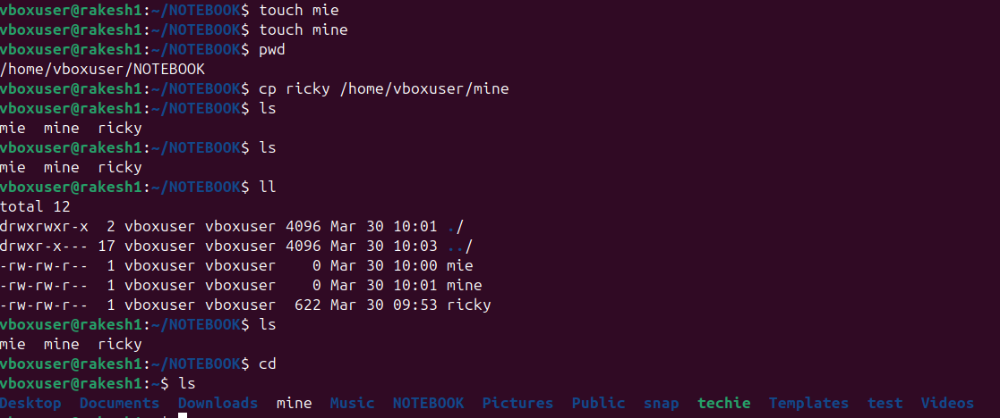 vboxuser@rakesh1:~/NOTEBOOK$ touch mie
vboxuser@rakesh1:~/NOTEBOOK$ touch mine
vboxuser@rakesh1:~/NOTEBOOK$ pwd
/home/vboxuser/NOTEBOOK
vboxuser@rakesh1:~/NOTEBOOK$ cp ricky /home/vboxuser/mine
vboxuser@rakesh1:~/NOTEBOOK$ ls
mie  mine  ricky
vboxuser@rakesh1:~/NOTEBOOK$ ls
mie  mine  ricky
vboxuser@rakesh1:~/NOTEBOOK$ ll
total 12
drwxrwxr-x  2 vboxuser vboxuser 4096 Mar 30 10:01 ./
drwxr-x--- 17 vboxuser vboxuser 4096 Mar 30 10:03 ../
-rw-rw-r--  1 vboxuser vboxuser    0 Mar 30 10:00 mie
-rw-rw-r--  1 vboxuser vboxuser    0 Mar 30 10:01 mine
-rw-rw-r--  1 vboxuser vboxuser  622 Mar 30 09:53 ricky
vboxuser@rakesh1:~/NOTEBOOK$ ls
mie  mine  ricky
vboxuser@rakesh1:~/NOTEBOOK$ cd
vboxuser@rakesh1:~$ ls
Desktop  Documents  Downloads  mine  Music  NOTEBOOK  Pictures  Public  snap  techie  Templates  test  Videos